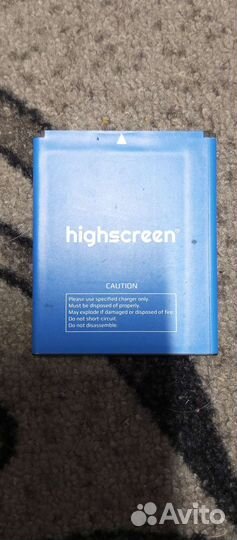 highscreen™
CAUTION
Please use specified charger only.
Must be disposed of properly.
May explode if damaged or disposed of fire.
Do not short-circuit.
Do not disassemble.
Avito